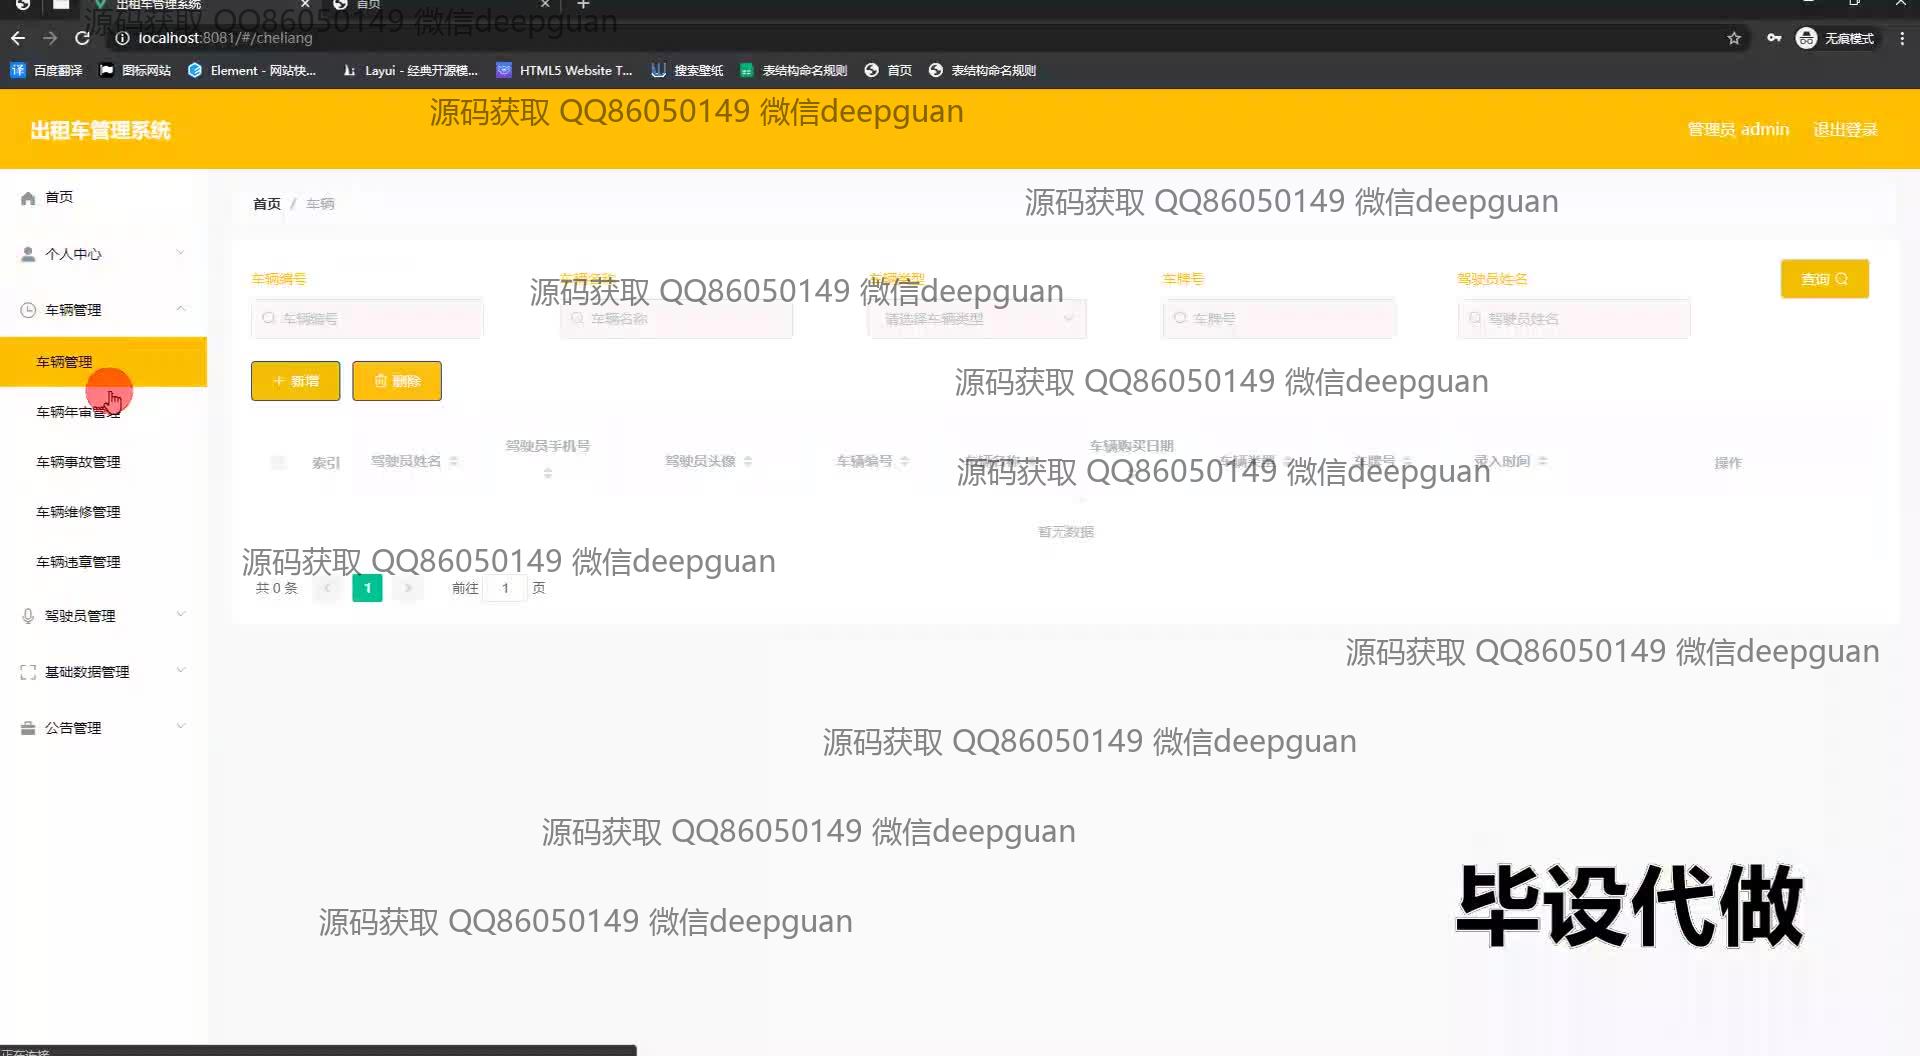 出租车管理系统
首页
源码获取 QQ86050149 微信deepguan
localhost:8081/#/cheliang
无痕模式
百度翻译
图标网站
Element - 网站快...
Layui - 经典开源模...
HTML5 Website T...
搜索壁纸
表结构命名规则
首页
表结构命名规则
源码获取 QQ86050149 微信deepguan
出租车管理系统
管理员 admin
退出登录
首页
个人中心
车辆管理
车辆管理
车辆年审管理
车辆事故管理
车辆维修管理
车辆违章管理
驾驶员管理
基础数据管理
公告管理
首页 / 车辆
源码获取 QQ86050149 微信deepguan
车辆编号
车辆名称
车辆类型
车牌号
驾驶员姓名
查询
源码获取 QQ86050149 微信deepguan
车辆编号
车辆名称
请选择车辆类型
车牌号
驾驶员姓名
新增
删除
源码获取 QQ86050149 微信deepguan
索引
驾驶员姓名
驾驶员手机号
驾驶员头像
车辆编号
车辆名称
车辆购买日期
车辆类型
车牌号
录入时间
操作
源码获取 QQ86050149 微信deepguan
暂无数据
源码获取 QQ86050149 微信deepguan
共 0 条
1
前往 1 页
源码获取 QQ86050149 微信deepguan
源码获取 QQ86050149 微信deepguan
源码获取 QQ86050149 微信deepguan
源码获取 QQ86050149 微信deepguan
毕设代做